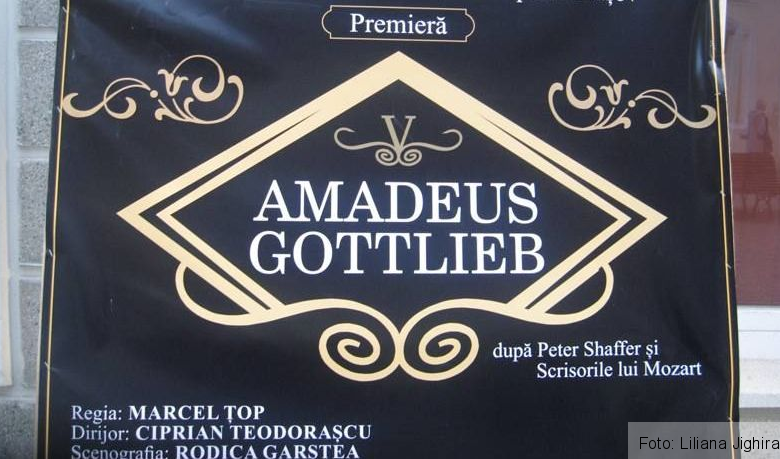 Premieră
V
AMADEUS
GOTTLIEB
după Peter Shaffer și
Scrisorile lui Mozart
Regia: MARCEL ȚOP
Dirijor: CIPRIAN TEODORAȘCU
Scenografia: RODICA GARSTEA
Foto: Liliana Jighira